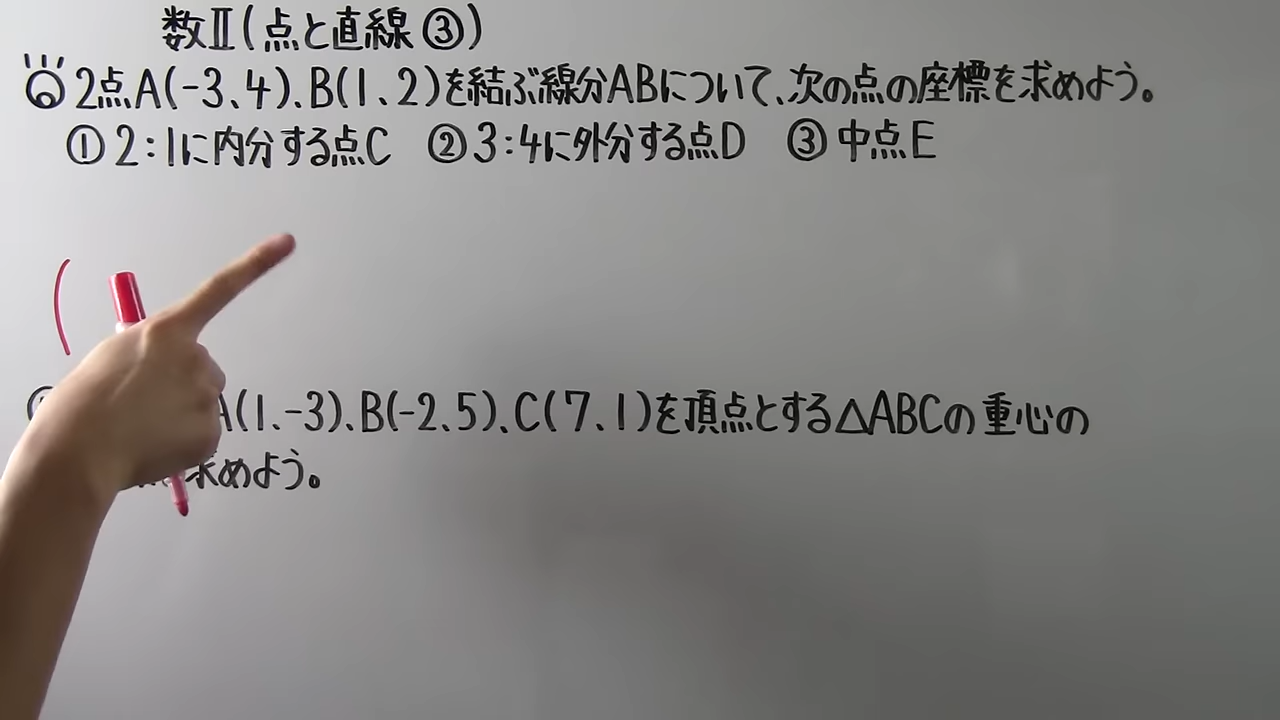 数Ⅱ(点と直線③)
2点A(-3、4)、B(1、2)を結ぶ線分ABについて、次の点の座標を求めよう。
①2:1に内分する点C ②3:4に外分する点D ③中点E
(
A(1、-3)、B(-2、5)、C(7、1)を頂点とする△ABCの重心の
求めよう。